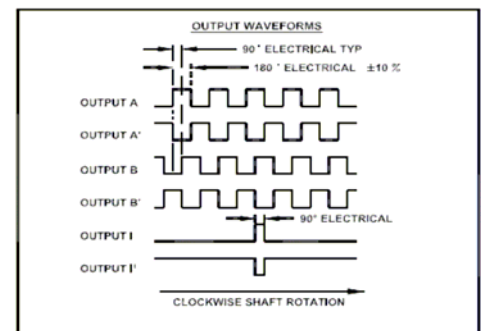 OUTPUT WAVEFORMS
90° ELECTRICAL TYP
180° ELECTRICAL ±10 %
OUTPUT A
OUTPUT A'
OUTPUT B
OUTPUT B'
90° ELECTRICAL
OUTPUT I
OUTPUT I'
CLOCKWISE SHAFT ROTATION